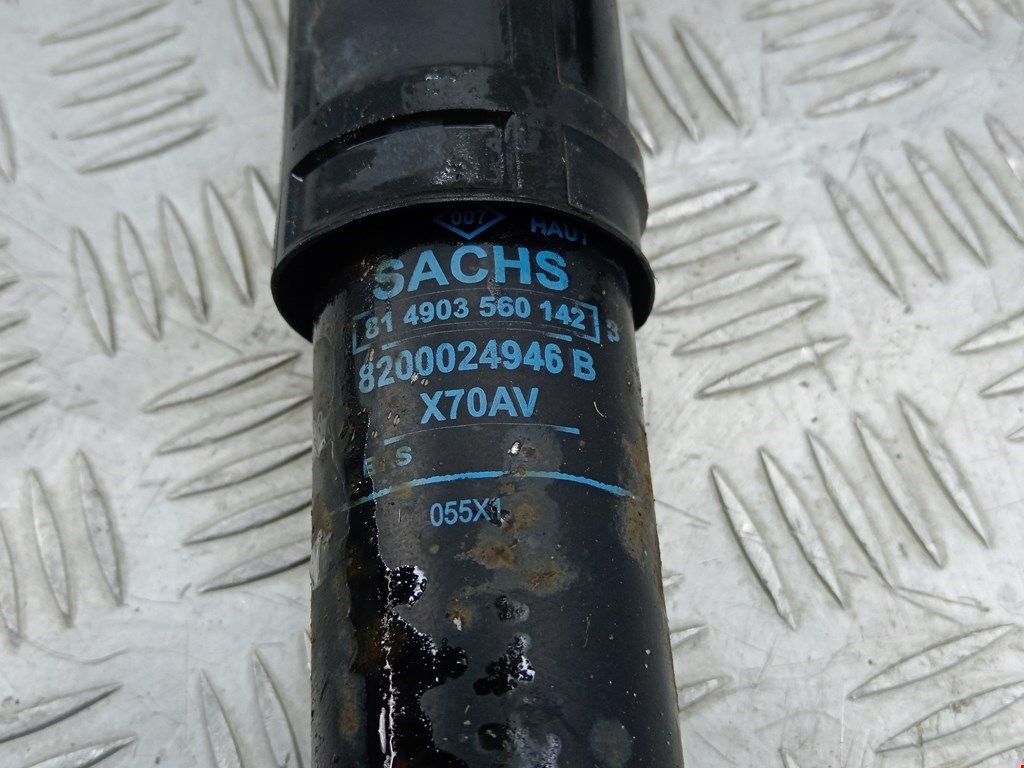 007 HAUT
SACHS
81 4903 560 142 3
8200024946 B
X70AV
055X1